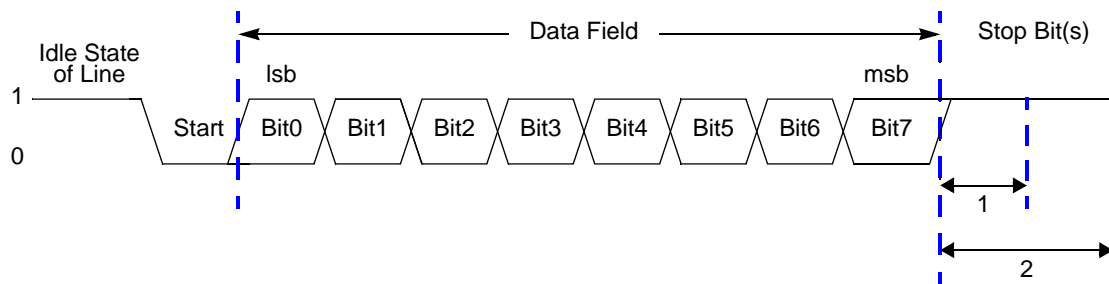 Data Field
Stop Bit(s)
Idle State
of Line
lsb
msb
1
Start
Bit0
Bit1
Bit2
Bit3
Bit4
Bit5
Bit6
Bit7
0
1
2